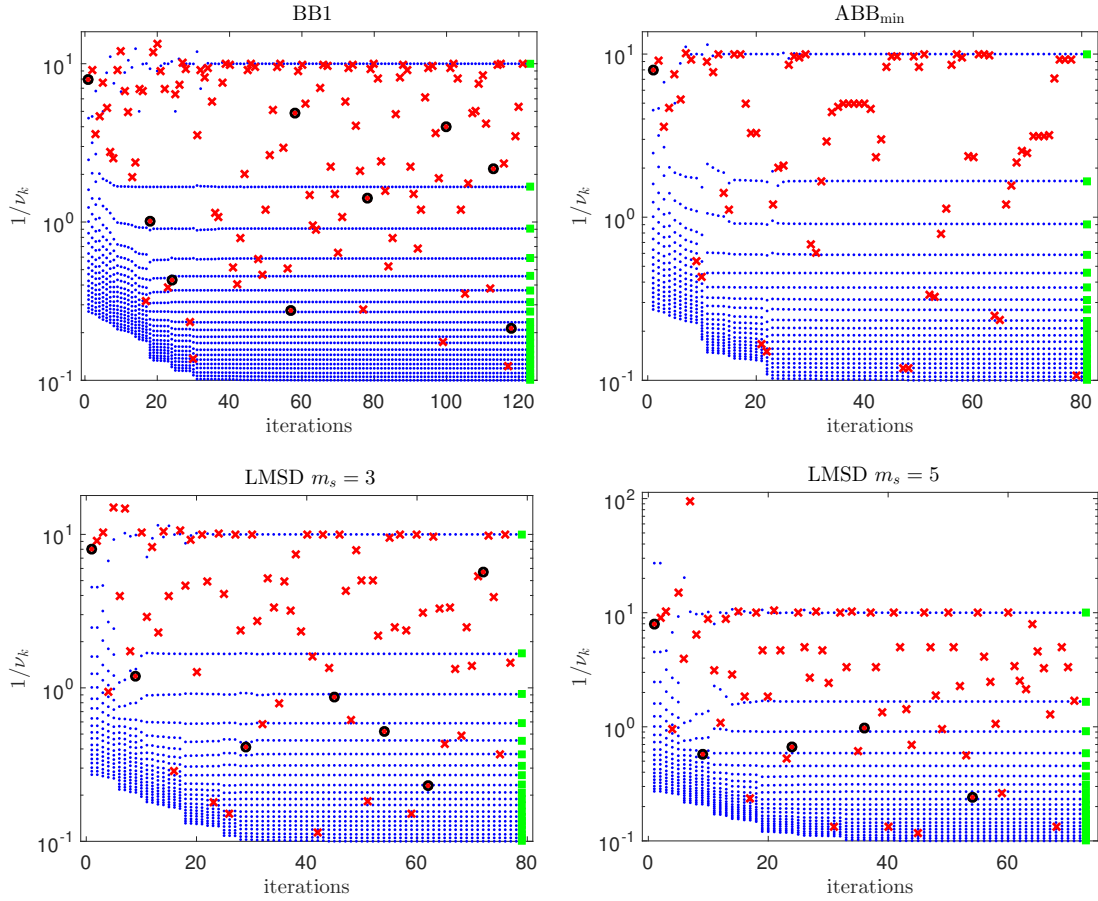 BB1
10^1
10^0
10^-1
1/ν_k
0 20 40 60 80 100 120
iterations
ABB_min
10^1
10^0
10^-1
1/ν_k
0 20 40 60 80
iterations
LMSD m_s = 3
10^1
10^0
10^-1
1/ν_k
0 20 40 60 80
iterations
LMSD m_s = 5
10^2
10^1
10^0
10^-1
1/ν_k
0 20 40 60
iterations